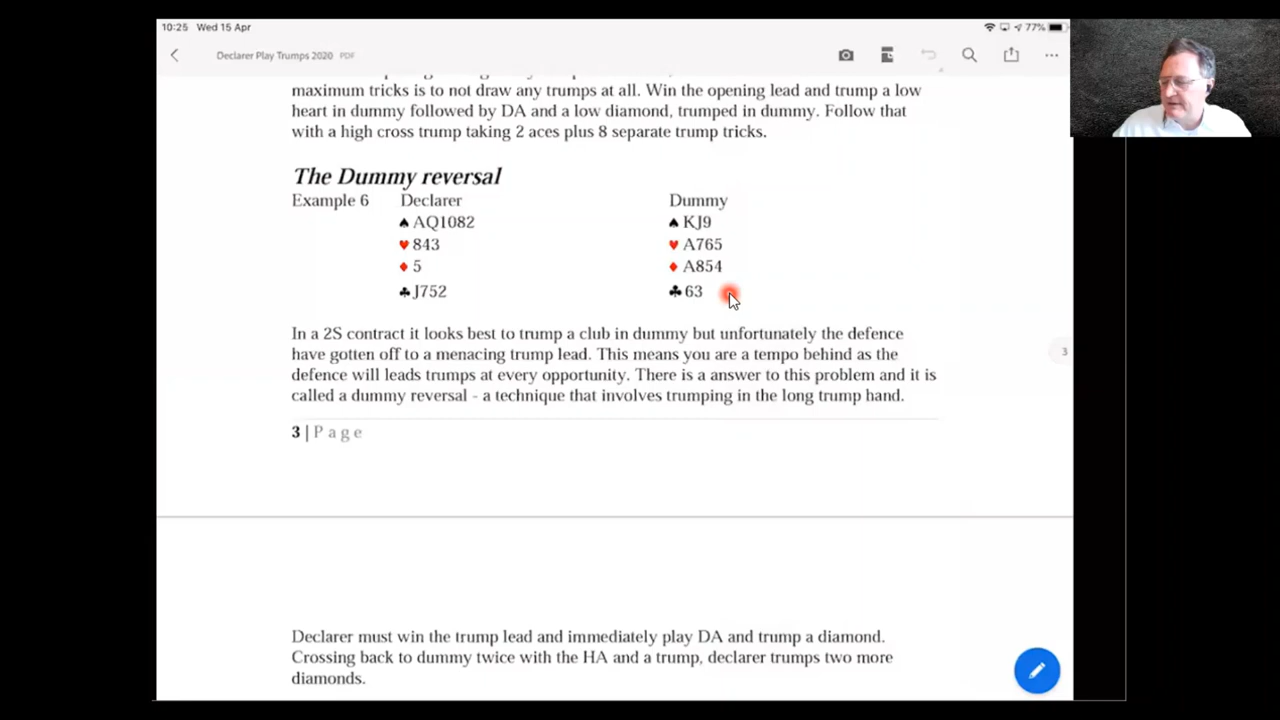 10:25 Wed 15 Apr
77%
Declarer Play Trumps 2020 PDF
maximum tricks is to not draw any trumps at all. Win the opening lead and trump a low
heart in dummy followed by DA and a low diamond, trumped in dummy. Follow that
with a high cross trump taking 2 aces plus 8 separate trump tricks.
The Dummy reversal
Example 6 Declarer Dummy
♠ AQ1082 ♠ KJ9
♥ 843 ♥ A765
♦ 5 ♦ A854
♣ J752 ♣ 63
In a 2S contract it looks best to trump a club in dummy but unfortunately the defence
have gotten off to a menacing trump lead. This means you are a tempo behind as the
defence will leads trumps at every opportunity. There is a answer to this problem and it is
called a dummy reversal - a technique that involves trumping in the long trump hand.
3
3 | P a g e
Declarer must win the trump lead and immediately play DA and trump a diamond.
Crossing back to dummy twice with the HA and a trump, declarer trumps two more
diamonds.